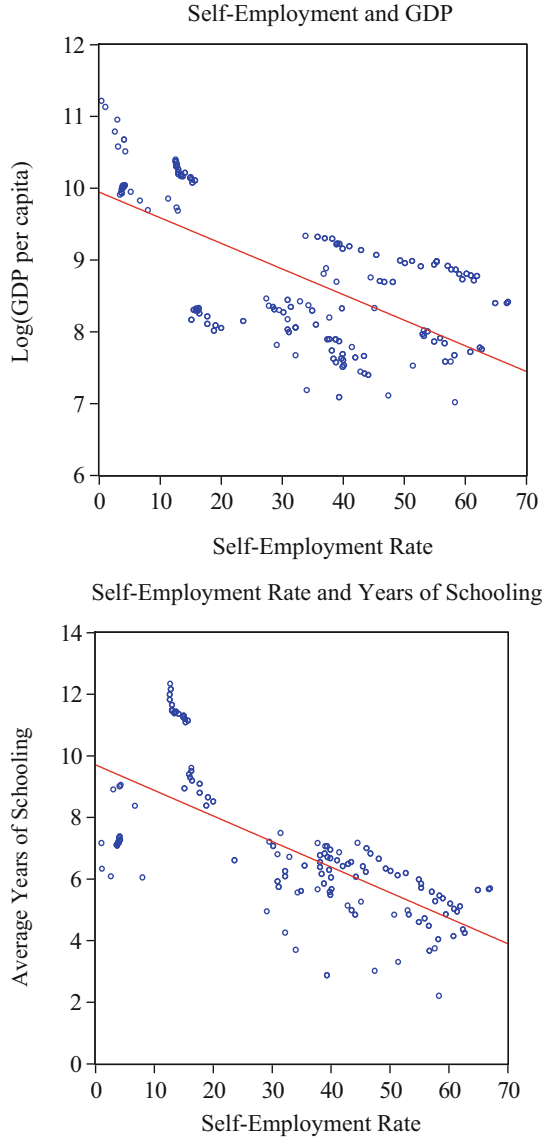 Self-Employment and GDP
12
11
10
9
8
7
6
Log(GDP per capita)
0 10 20 30 40 50 60 70
Self-Employment Rate
Self-Employment Rate and Years of Schooling
14
12
10
8
6
4
2
0
Average Years of Schooling
0 10 20 30 40 50 60 70
Self-Employment Rate